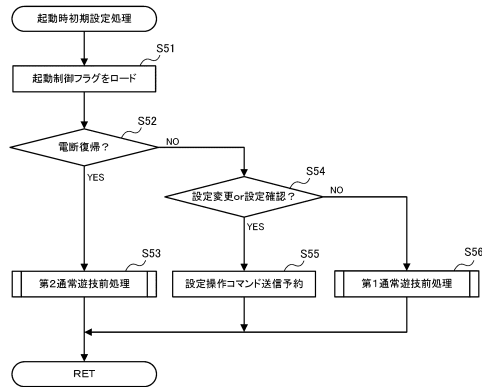 起動時初期設定処理
S51
起動制御フラグをロード
S52
電断復帰?
NO
YES
S54
設定変更or設定確認?
NO
YES
S53
第2通常遊技前処理
S55
設定操作コマンド送信予約
S56
第1通常遊技前処理
RET